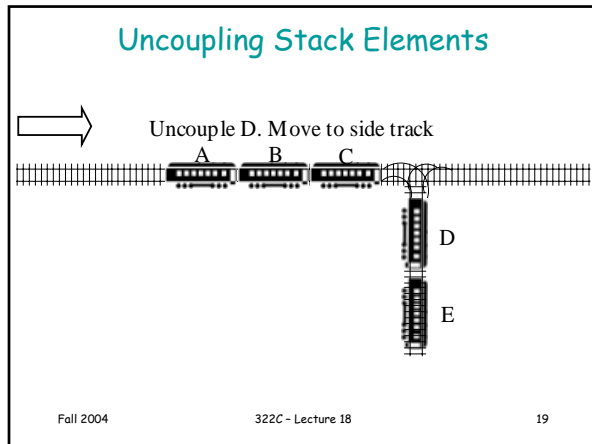 Uncoupling Stack Elements
Uncouple D. Move to side track
A B C
D
E
Fall 2004 322C – Lecture 18 19